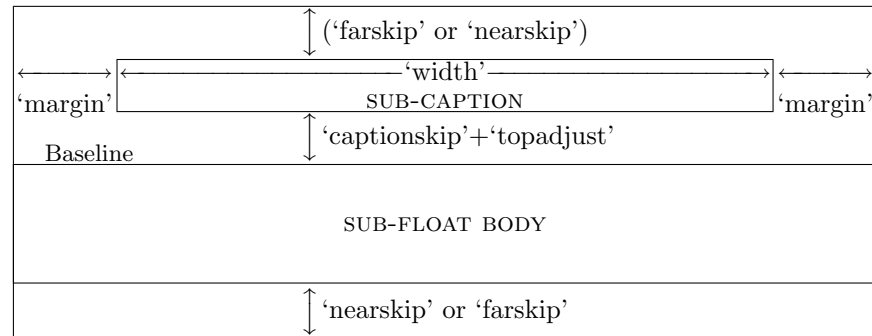 (‘farskip’ or ‘nearskip’)
‘width’
‘margin’ SUB-CAPTION ‘margin’
‘captionskip’+‘topadjust’
Baseline
SUB-FLOAT BODY
‘nearskip’ or ‘farskip’